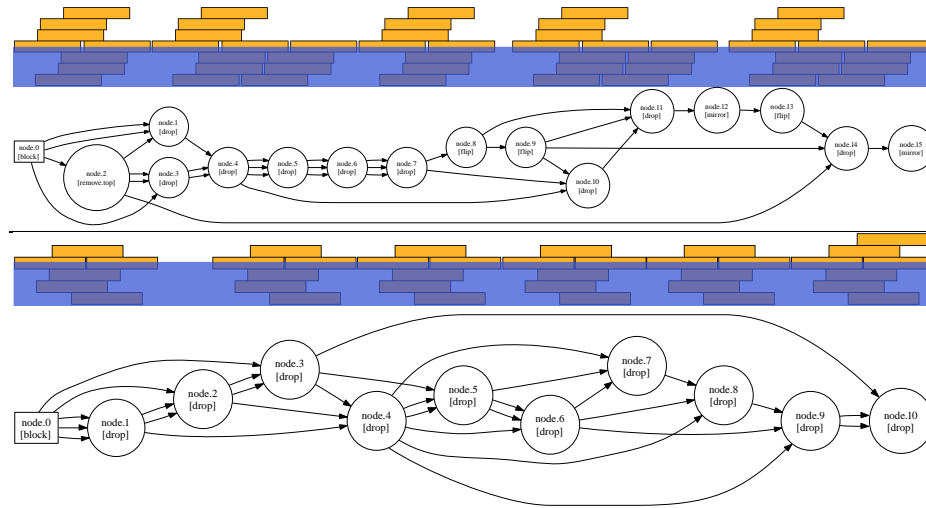 node.0
[block]
node.1
[drop]
node.2
[remove.top]
node.3
[drop]
node.4
[drop]
node.5
[drop]
node.6
[drop]
node.7
[drop]
node.8
[flip]
node.9
[flip]
node.10
[drop]
node.11
[drop]
node.12
[mirror]
node.13
[flip]
node.14
[drop]
node.15
[mirror]
node.0
[block]
node.1
[drop]
node.2
[drop]
node.3
[drop]
node.4
[drop]
node.5
[drop]
node.6
[drop]
node.7
[drop]
node.8
[drop]
node.9
[drop]
node.10
[drop]